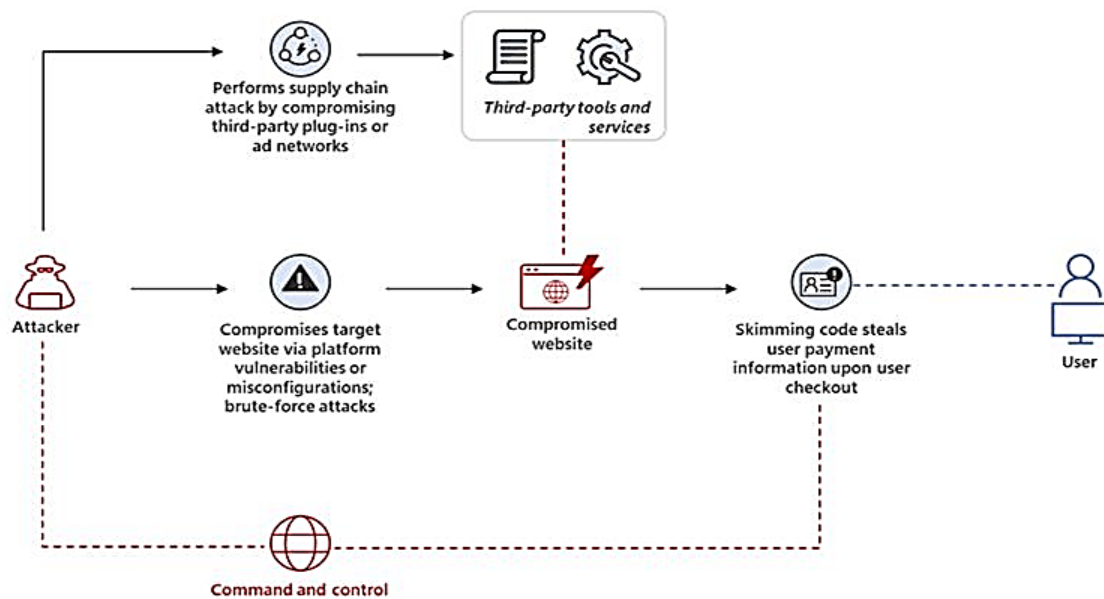 Performs supply chain
attack by compromising
third-party plug-ins or
ad networks
Third-party tools and
services
Attacker
Compromises target
website via platform
vulnerabilities or
misconfigurations;
brute-force attacks
Compromised
website
Skimming code steals
user payment
information upon user
checkout
User
Command and control